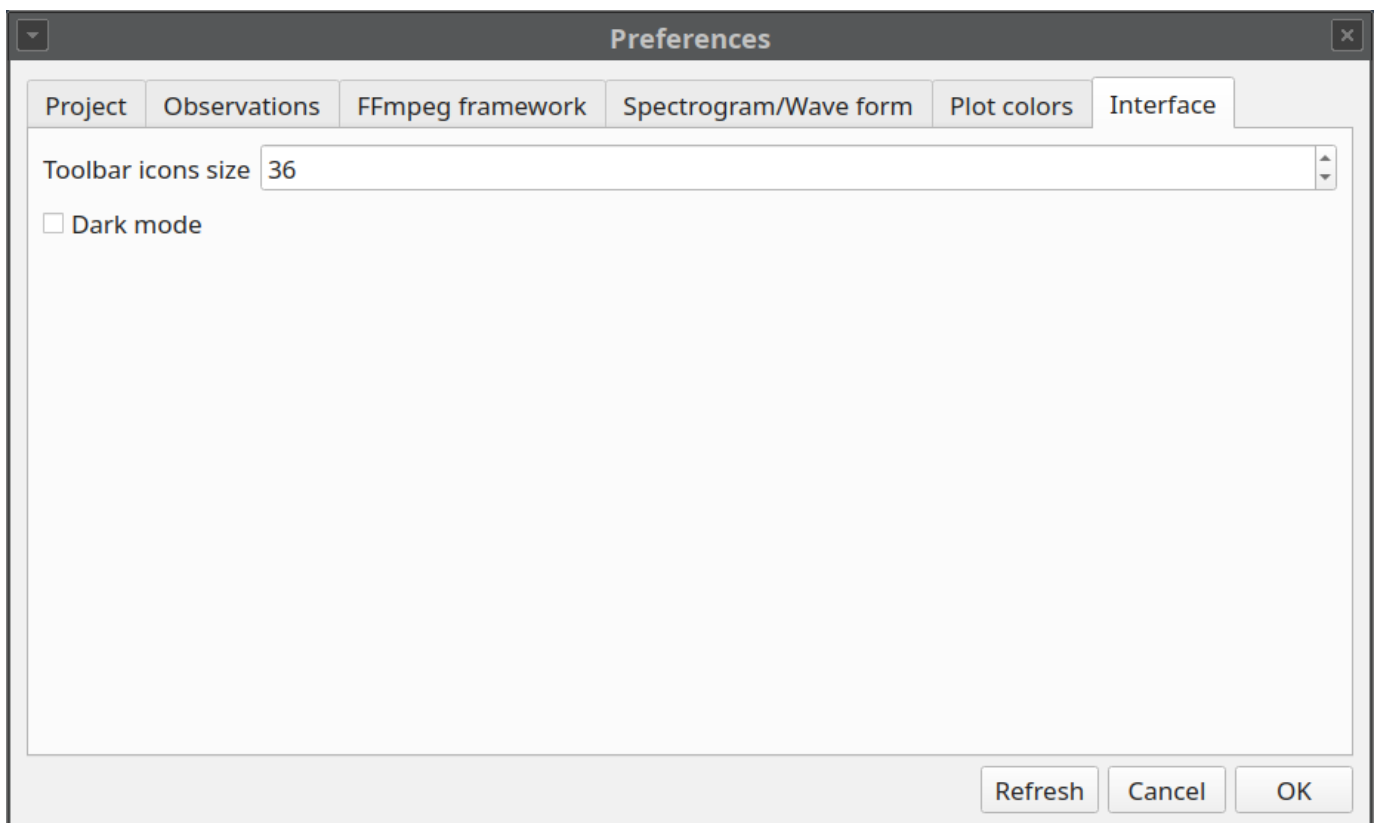 Preferences
Project Observations FFmpeg framework Spectrogram/Wave form Plot colors Interface
Toolbar icons size 36
Dark mode
Refresh Cancel OK